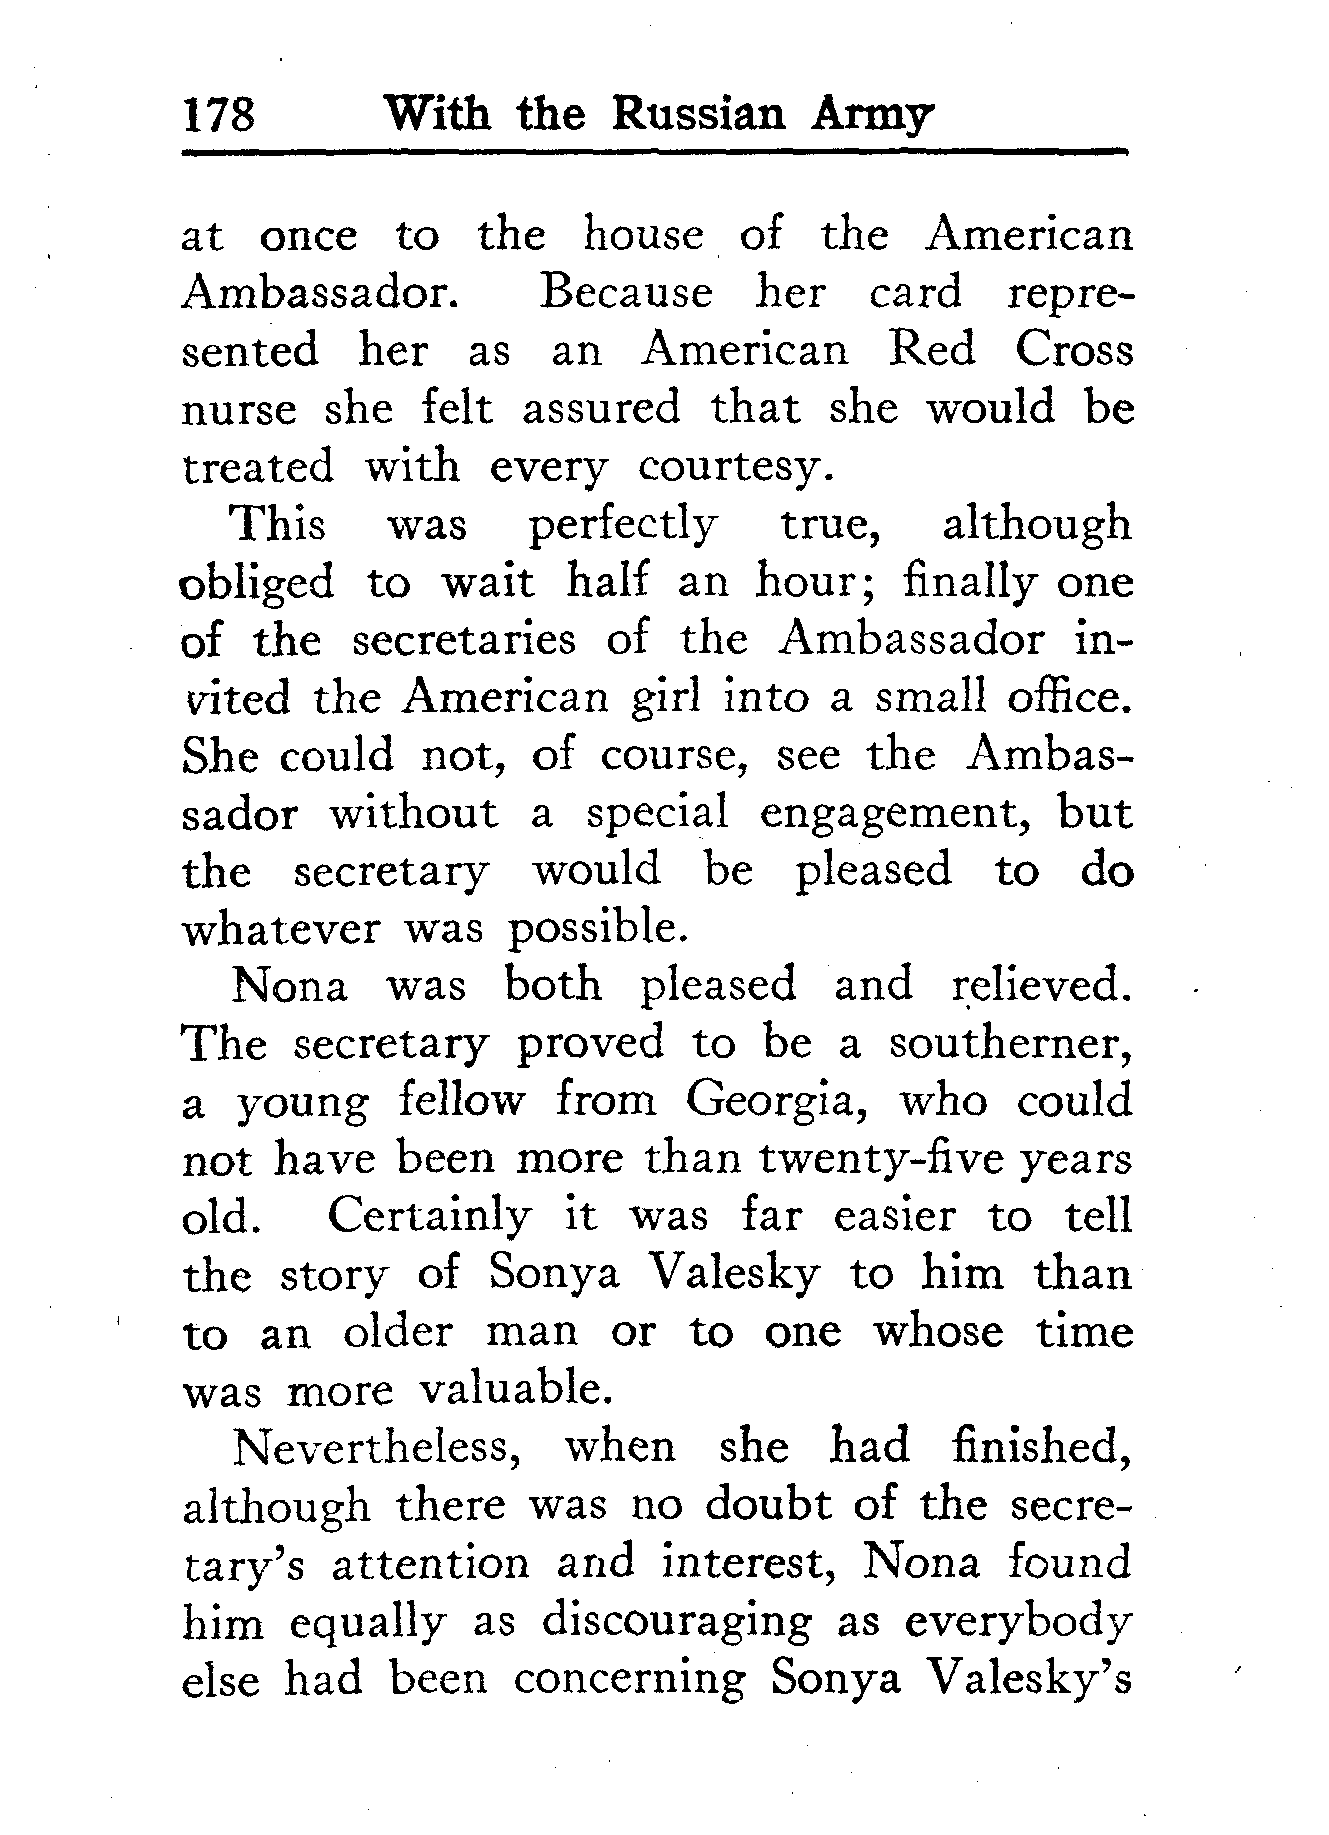 178 With the Russian Army
at once to the house of the American
Ambassador. Because her card repre-
sented her as an American Red Cross
nurse she felt assured that she would be
treated with every courtesy.
This was perfectly true, although
obliged to wait half an hour; finally one
of the secretaries of the Ambassador in-
vited the American girl into a small office.
She could not, of course, see the Ambas-
sador without a special engagement, but
the secretary would be pleased to do
whatever was possible.
Nona was both pleased and relieved.
The secretary proved to be a southerner,
a young fellow from Georgia, who could
not have been more than twenty-five years
old. Certainly it was far easier to tell
the story of Sonya Valesky to him than
to an older man or to one whose time
was more valuable.
Nevertheless, when she had finished,
although there was no doubt of the secre-
tary's attention and interest, Nona found
him equally as discouraging as everybody
else had been concerning Sonya Valesky's